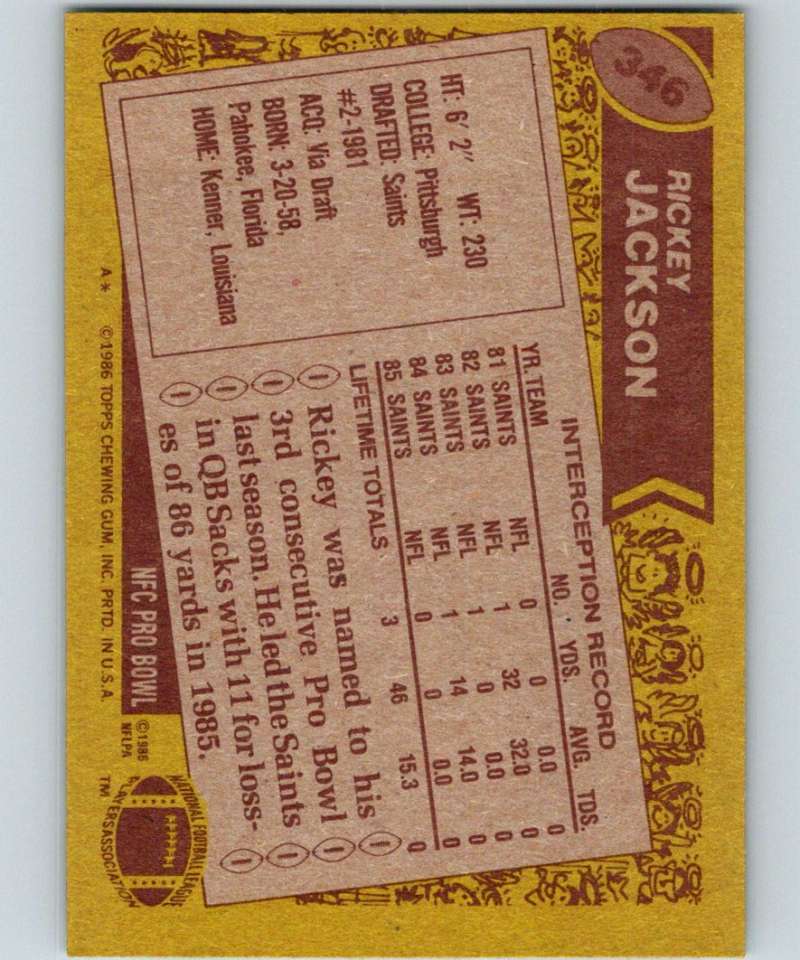 346
RICKEY
JACKSON
HT: 6' 2" WT: 230
COLLEGE: Pittsburgh
DRAFTED: Saints
#2-1981
ACQ: Via Draft
BORN: 3-20-58,
Pahokee, Florida
HOME: Kenner, Louisiana
INTERCEPTION RECORD
YR. TEAM NO. YDS. AVG. TDS.
81 SAINTS NFL 0 0 0.0 0
82 SAINTS NFL 1 32 32.0 0
83 SAINTS NFL 1 0 0.0 0
84 SAINTS NFL 1 14 14.0 0
85 SAINTS NFL 0 0 0.0 0
LIFETIME TOTALS 3 46 15.3 0
Rickey was named to his
3rd consecutive Pro Bowl
last season. He led the Saints
in QB Sacks with 11 for loss-
es of 86 yards in 1985.
NFC PRO BOWL
A* ©1986 TOPPS CHEWING GUM, INC. PRTD. IN U.S.A.
©1986
NFLPA
NATIONAL FOOTBALL LEAGUE
PLAYERS ASSOCIATION
TM